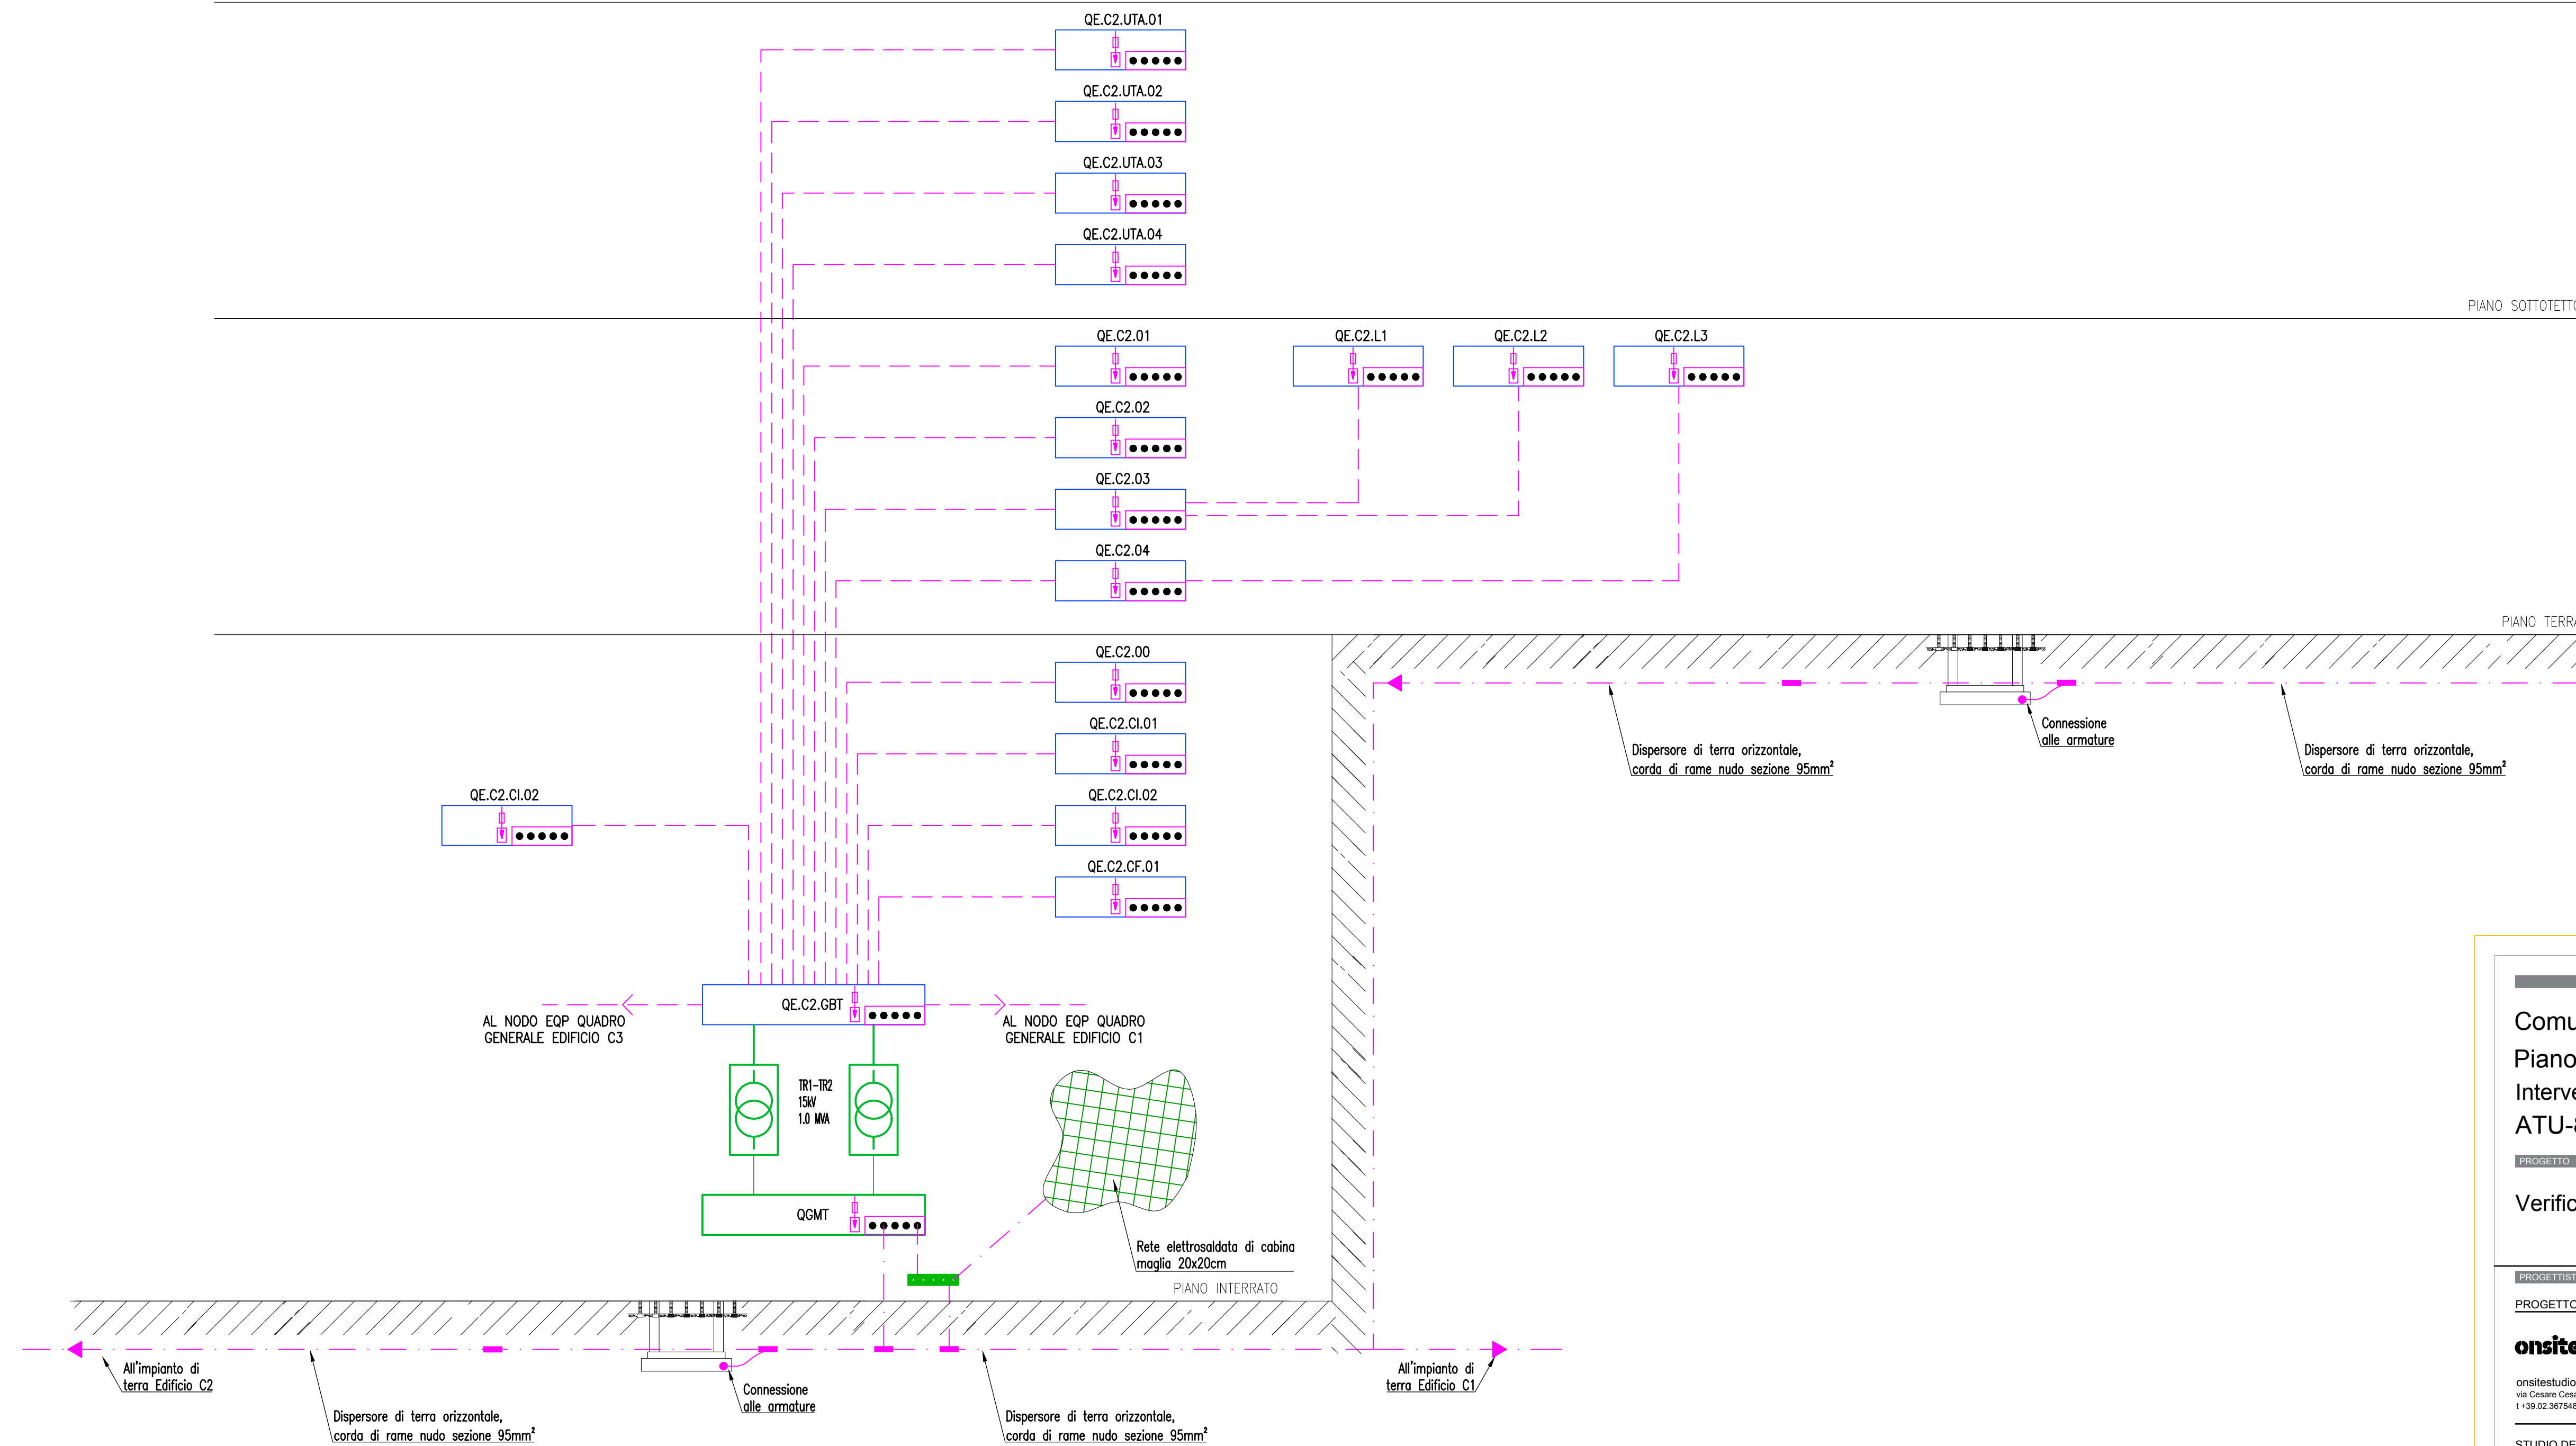 QE.C2.UTA.01
QE.C2.UTA.02
QE.C2.UTA.03
QE.C2.UTA.04
PIANO SOTTOTETTO
QE.C2.01
QE.C2.L1
QE.C2.L2
QE.C2.L3
QE.C2.02
QE.C2.03
QE.C2.04
PIANO TERRA
QE.C2.00
QE.C2.CI.01
Connessione
alle armature
Dispersore di terra orizzontale,
corda di rame nudo sezione 95mm²
Dispersore di terra orizzontale,
corda di rame nudo sezione 95mm²
QE.C2.CI.02
QE.C2.CI.02
QE.C2.CF.01
QE.C2.GBT
AL NODO EQP QUADRO
GENERALE EDIFICIO C3
AL NODO EQP QUADRO
GENERALE EDIFICIO C1
TR1-TR2
15kV
1.0 MVA
QGMT
Rete elettrosaldata di cabina
maglia 20x20cm
PIANO INTERRATO
All'impianto di
terra Edificio C2
Connessione
alle armature
All'impianto di
terra Edificio C1
Dispersore di terra orizzontale,
corda di rame nudo sezione 95mm²
Dispersore di terra orizzontale,
corda di rame nudo sezione 95mm²
Piano
ATU-
PROGETTO
PROGETTO
onsitestudio
via Cesare
t +39.02.36754
STUDIO